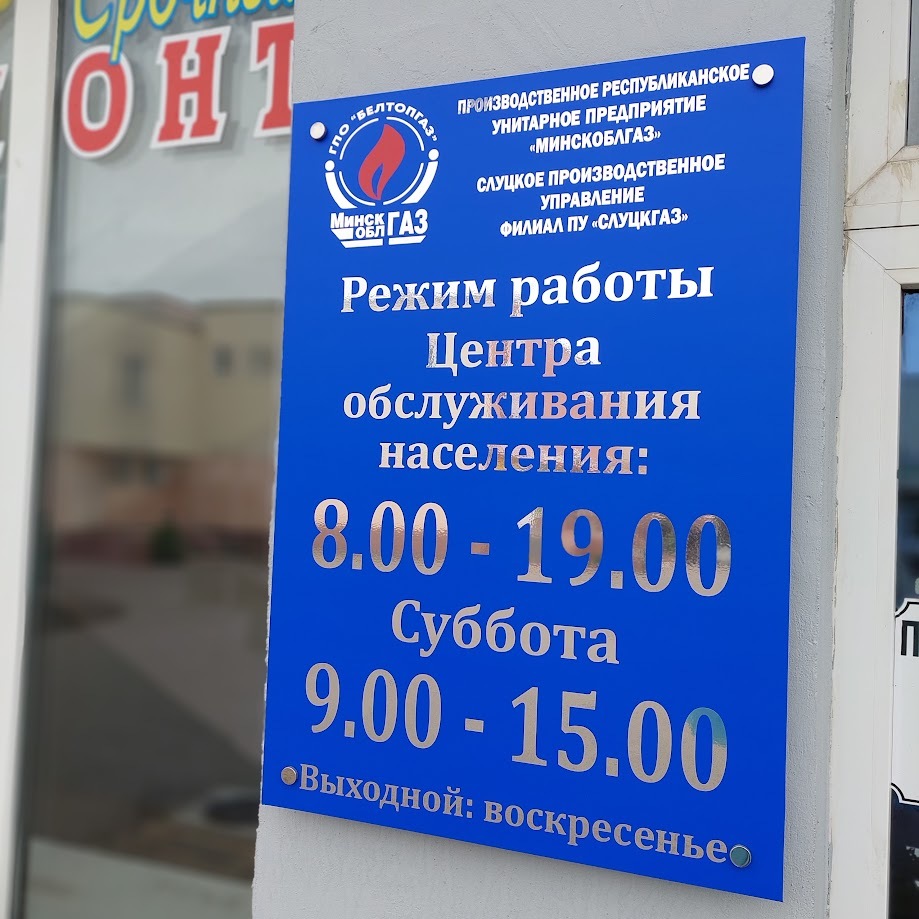 Срочный
ОНТ
ГПО "БЕЛТОПГАЗ"
МИНСК
ОБЛ ГАЗ
ПРОИЗВОДСТВЕННОЕ РЕСПУБЛИКАНСКОЕ
УНИТАРНОЕ ПРЕДПРИЯТИЕ
«МИНСКОБЛГАЗ»
СЛУЦКОЕ ПРОИЗВОДСТВЕННОЕ
УПРАВЛЕНИЕ
ФИЛИАЛ ПУ «СЛУЦКГАЗ»
Режим работы
Центра
обслуживания
населения:
8.00 - 19.00
Суббота
9.00 - 15.00
Выходной: воскресенье